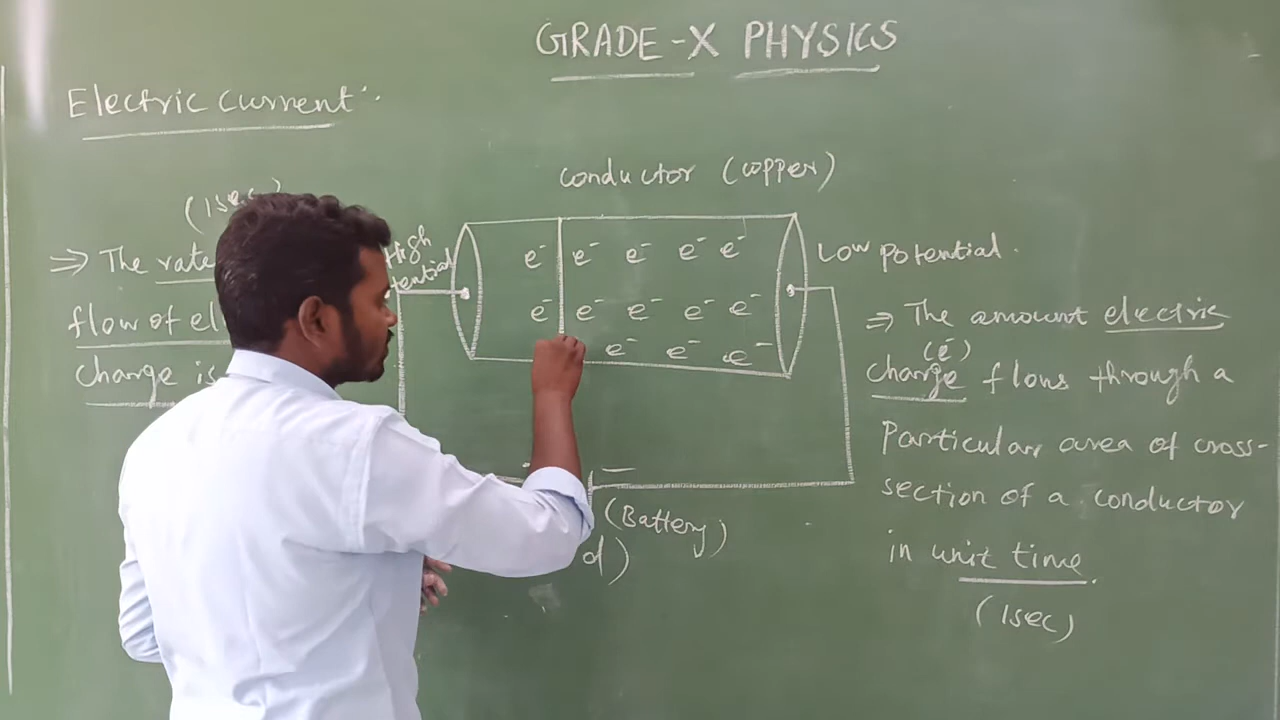 GRADE-X PHYSICS
Electric current:
(1sec)
⇒ The rate
flow of el
charge is
conductor (copper)
High
tential
Low potential.
e⁻ e⁻ e⁻ e⁻ e⁻
e⁻ e⁻ e⁻ e⁻ e⁻
e⁻ e⁻ e⁻
(Battery)
d)
⇒ The amount electric
(e⁻)
charge flows through a
Particular area of cross-
section of a conductor
in unit time.
(1sec)